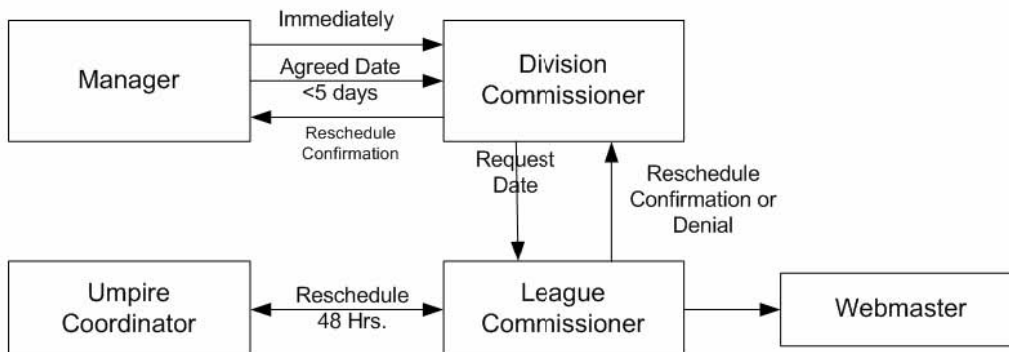 Immediately
Manager
Agreed Date
<5 days
Reschedule
Confirmation
Division
Commissioner
Request
Date
Reschedule
Confirmation or
Denial
Umpire
Coordinator
Reschedule
48 Hrs.
League
Commissioner
Webmaster